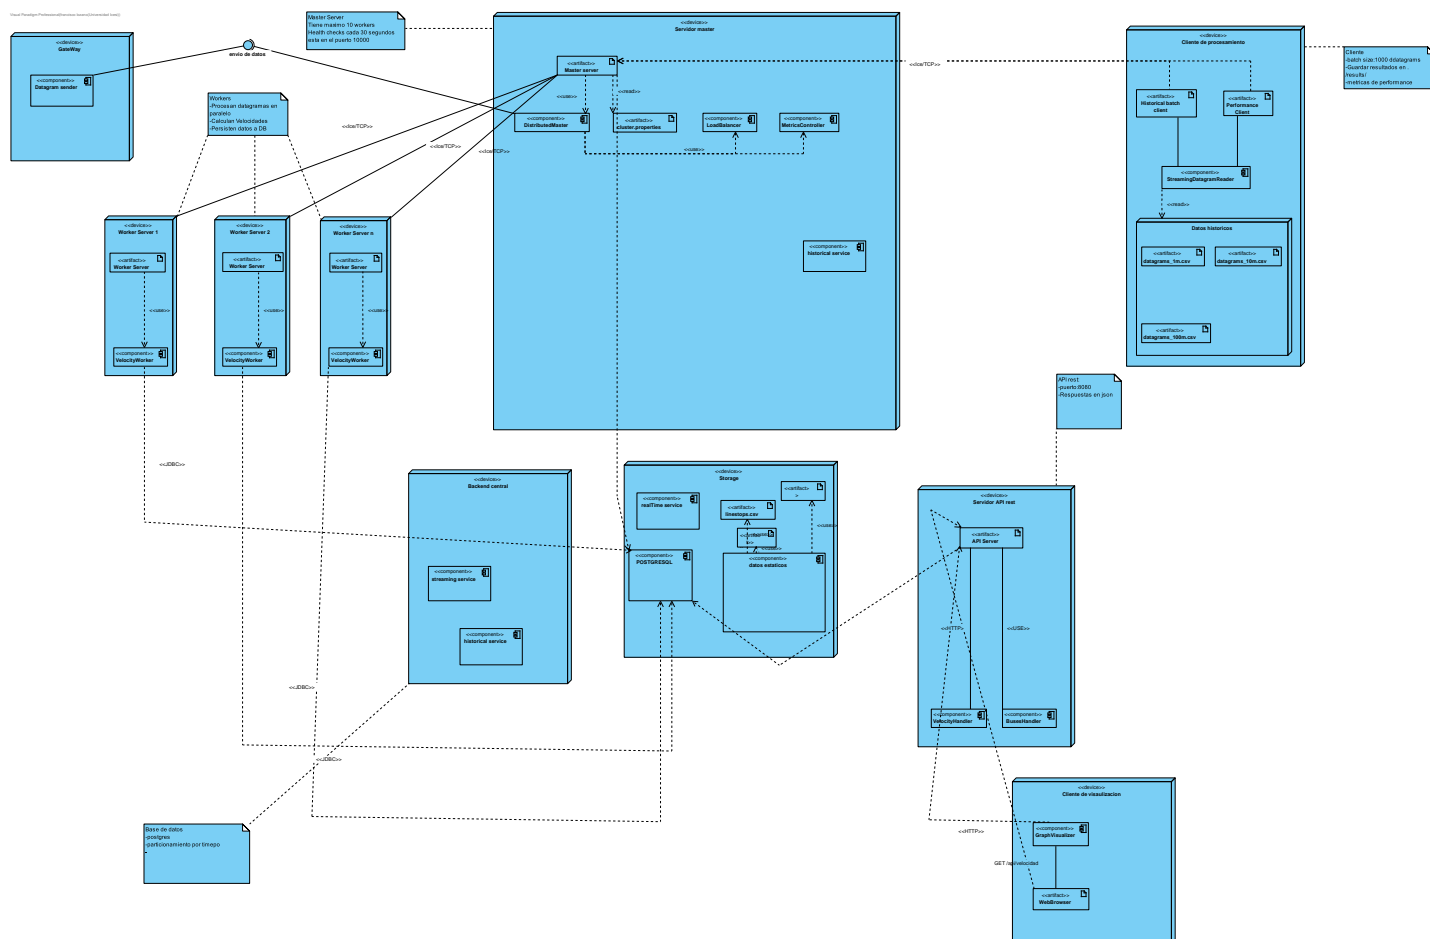 Master Server
Tiene maximo 10 workers
Health checks cada 30 segundos
esta en el puerto 10000
<<device>>
GateWay
<<component>>
Datagram sender
envio de datos
<<device>>
Servidor master
<<artifact>>
Master server
<<use>>
<<read>>
<<component>>
DistributedMaster
<<artifact>>
cluster.properties
<<component>>
LoadBalancer
<<component>>
MetricsController
<<use>>
<<component>>
historical service
<<Ice/TCP>>
<<device>>
Cliente de procesamiento
<<artifact>>
Historical batch
client
<<artifact>>
Performance
Client
<<component>>
StreamingDatagramReader
<<read>>
Datos historicos
<<artifact>>
datagrams_1m.csv
<<artifact>>
datagrams_10m.csv
<<artifact>>
datagrams_100m.csv
Cliente
-batch size:1000 ddatagrams
-Guardar resultados en .
/results/
-metricas de performance
Workers
-Procesan datagramas en
paralelo
-Calculan Velocidades
-Persisten datos a DB
<<Ice/TCP>>
<<Ice/TCP>>
<<Ice/TCP>>
<<device>>
Worker Server 1
<<artifact>>
Worker Server
<<use>>
<<component>>
VelocityWorker
<<device>>
Worker Server 2
<<artifact>>
Worker Server
<<use>>
<<component>>
VelocityWorker
<<device>>
Worker Server n
<<artifact>>
Worker Server
<<use>>
<<component>>
VelocityWorker
<<JDBC>>
<<JDBC>>
<<JDBC>>
API rest
-puerto:8080
-Respuestas en json
<<device>>
Backend central
<<component>>
streaming service
<<component>>
historical service
<<device>>
Storage
<<component>>
realTime service
<<artifact>>
linestops.csv
<<artifact>
>
<<use>>
<<use>>
<<component>>
POSTGRESQL
<<component>>
datos estaticos
<<device>>
Servidor API rest
<<artifact>>
API Server
<<HTTP>>
<<USE>>
<<component>>
VelocityHandler
<<component>>
BusesHandler
<<device>>
Cliente de visaulizacion
<<component>>
GraphVisualizer
<<HTTP>>
GET /api/velocidad
<<artifact>>
WebBrowser
Base de datos
-postgres
-particionamiento por timepo
-